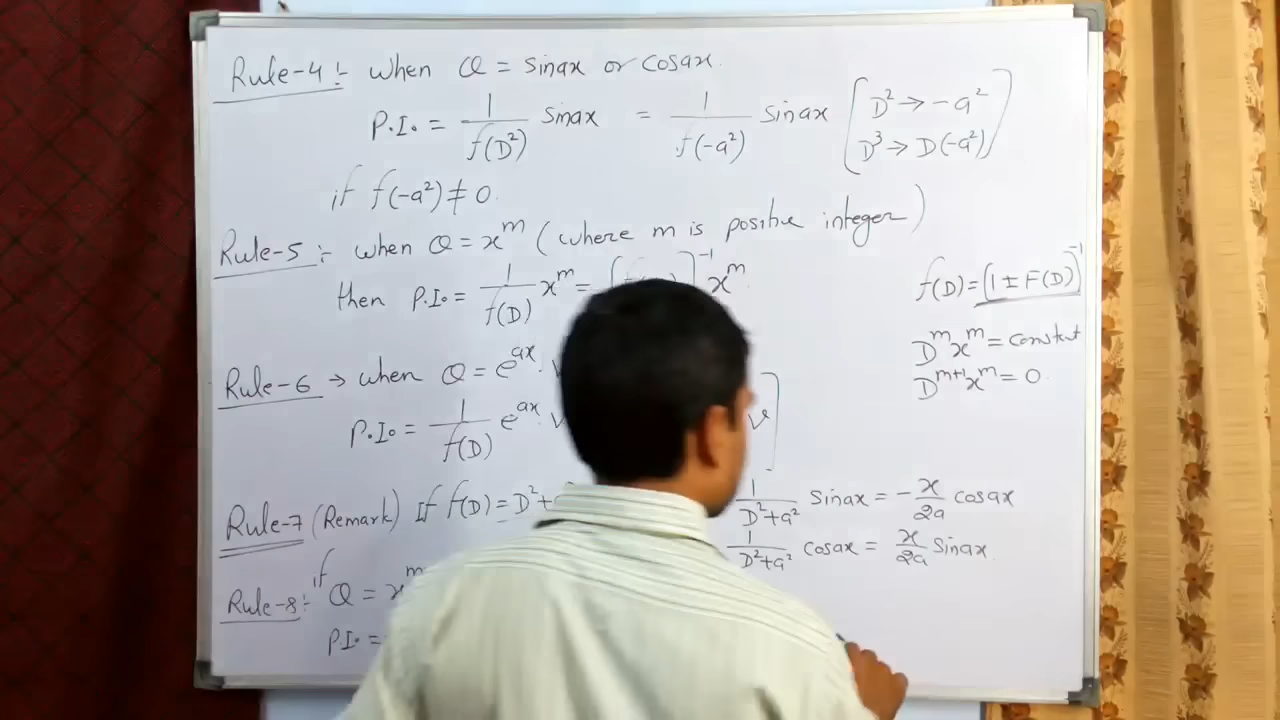 Rule-4 :- when Q = sinax or cosax.
P.I. = 1/f(D²) sinax = 1/f(-a²) sinax [D² → -a²
D³ → D(-a²)]
if f(-a²) ≠ 0.
Rule-5 :- when Q = x^m (where m is positive integer)
then P.I. = 1/f(D) x^m = [ ]^-1 x^m.
f(D) = (1 ± F(D))^-1
D^m x^m = constant
D^m+1 x^m = 0.
Rule-6 → when Q = e^ax.
P.I. = 1/f(D) e^ax. V V]
Rule-7 (Remark) If f(D) = D²+
1/D²+a² sinax = -x/2a cosax
1/D²+a² cosax = x/2a sinax.
Rule-8 :- if Q = x^m
P.I. =